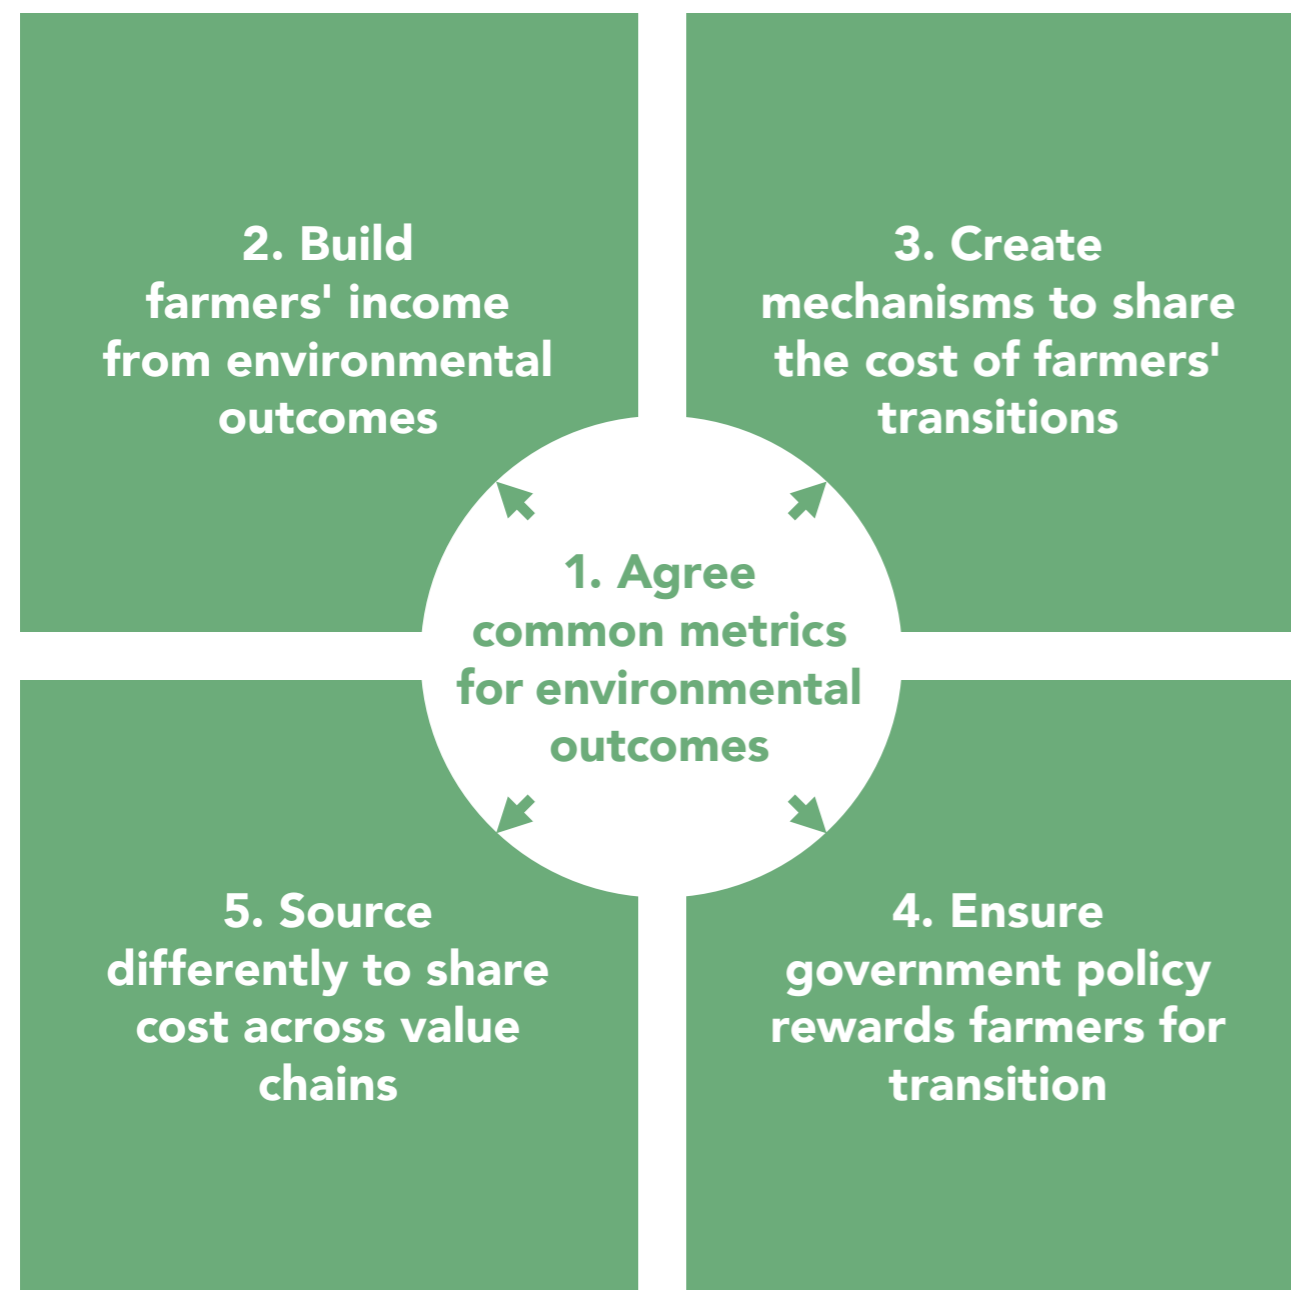 2. Build
farmers' income
from environmental
outcomes
3. Create
mechanisms to share
the cost of farmers'
transitions
1. Agree
common metrics
for environmental
outcomes
5. Source
differently to share
cost across value
chains
4. Ensure
government policy
rewards farmers for
transition